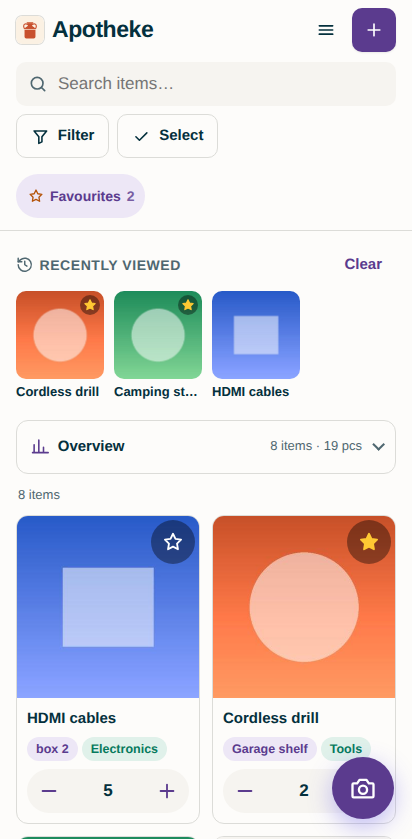 Apotheke
Search items…
Filter
Select
Favourites 2
RECENTLY VIEWED
Clear
Cordless drill
Camping st…
HDMI cables
Overview
8 items · 19 pcs
8 items
HDMI cables
Cordless drill
box 2
Electronics
Garage shelf
Tools
5
2